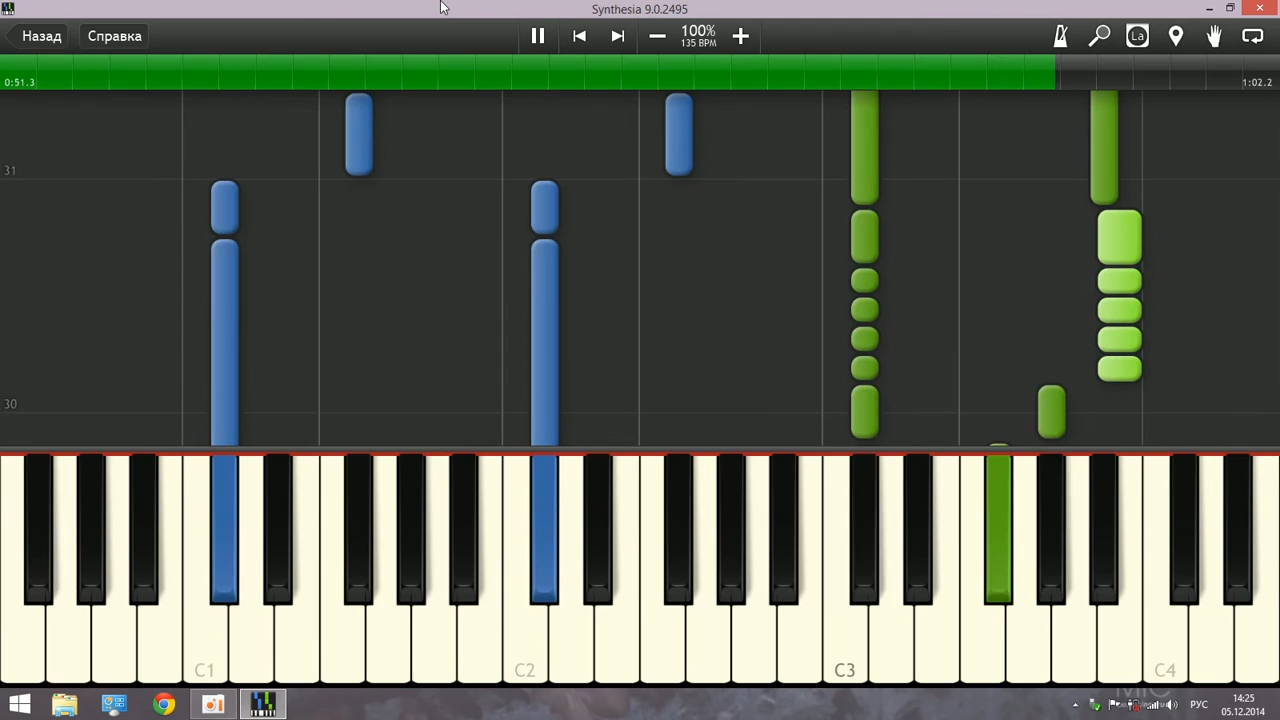 Synthesia 9.0.2495
Назад
Справка
100%
135 BPM
La
0:51.3
1:02.2
31
30
C1
C2
C3
C4
РУС
14:25
05.12.2014